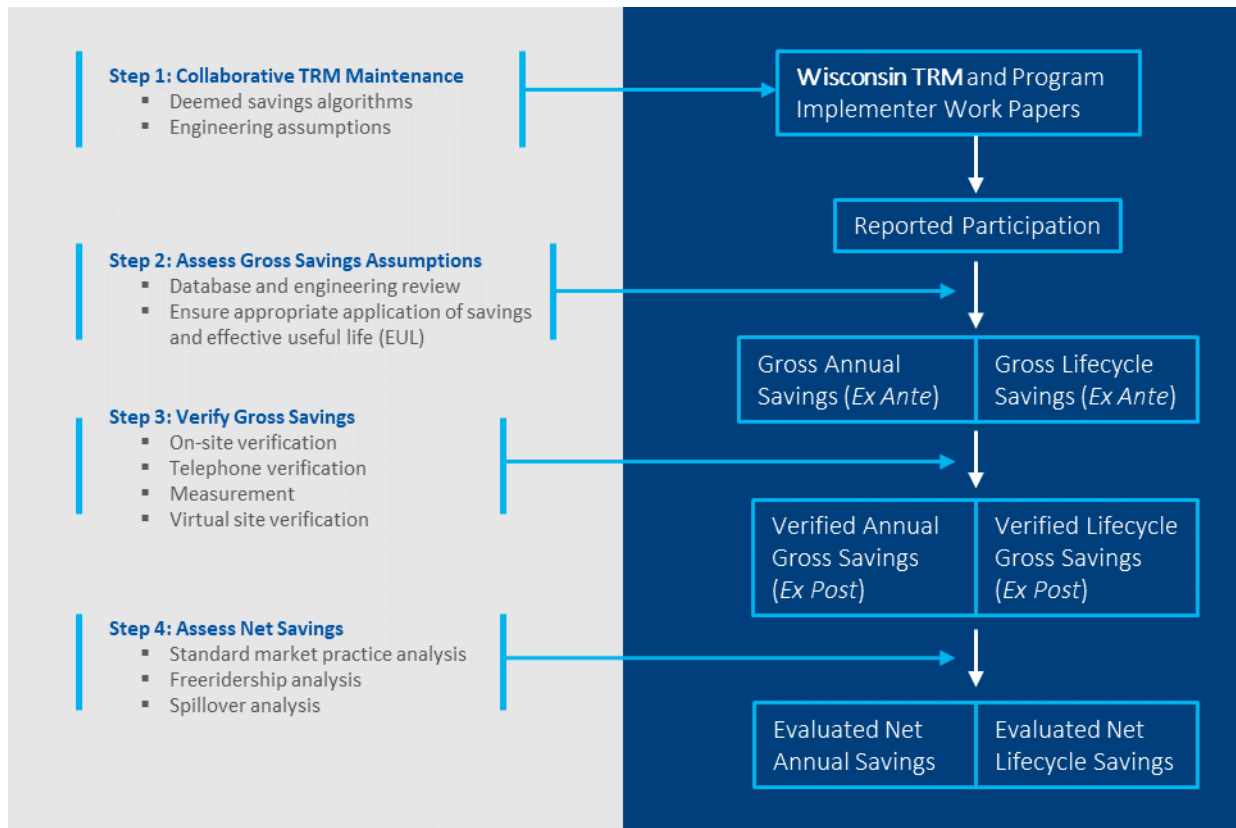 Step 1: Collaborative TRM Maintenance
▪ Deemed savings algorithms
▪ Engineering assumptions
Wisconsin TRM and Program
Implementer Work Papers
Reported Participation
Step 2: Assess Gross Savings Assumptions
▪ Database and engineering review
▪ Ensure appropriate application of savings
and effective useful life (EUL)
Gross Annual
Savings (Ex Ante)
Gross Lifecycle
Savings (Ex Ante)
Step 3: Verify Gross Savings
▪ On-site verification
▪ Telephone verification
▪ Measurement
▪ Virtual site verification
Verified Annual
Gross Savings
(Ex Post)
Verified Lifecycle
Gross Savings
(Ex Post)
Step 4: Assess Net Savings
▪ Standard market practice analysis
▪ Freeridership analysis
▪ Spillover analysis
Evaluated Net
Annual Savings
Evaluated Net
Lifecycle Savings